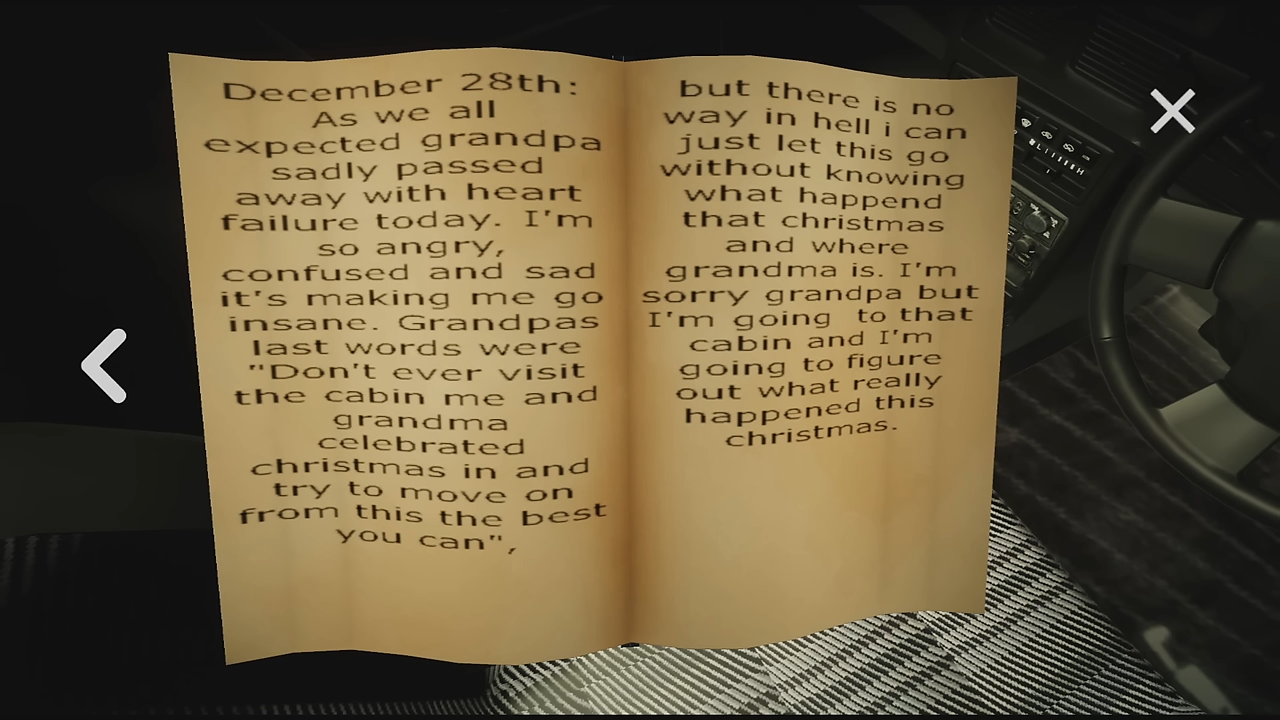 December 28th:
As we all
expected grandpa
sadly passed
away with heart
failure today. I'm
so angry,
confused and sad
it's making me go
insane. Grandpas
last words were
"Don't ever visit
the cabin me and
grandma
celebrated
christmas in and
try to move on
from this the best
you can",
but there is no
way in hell i can
just let this go
without knowing
what happend
that christmas
and where
grandma is. I'm
sorry grandpa but
I'm going to that
cabin and I'm
going to figure
out what really
happened this
christmas.